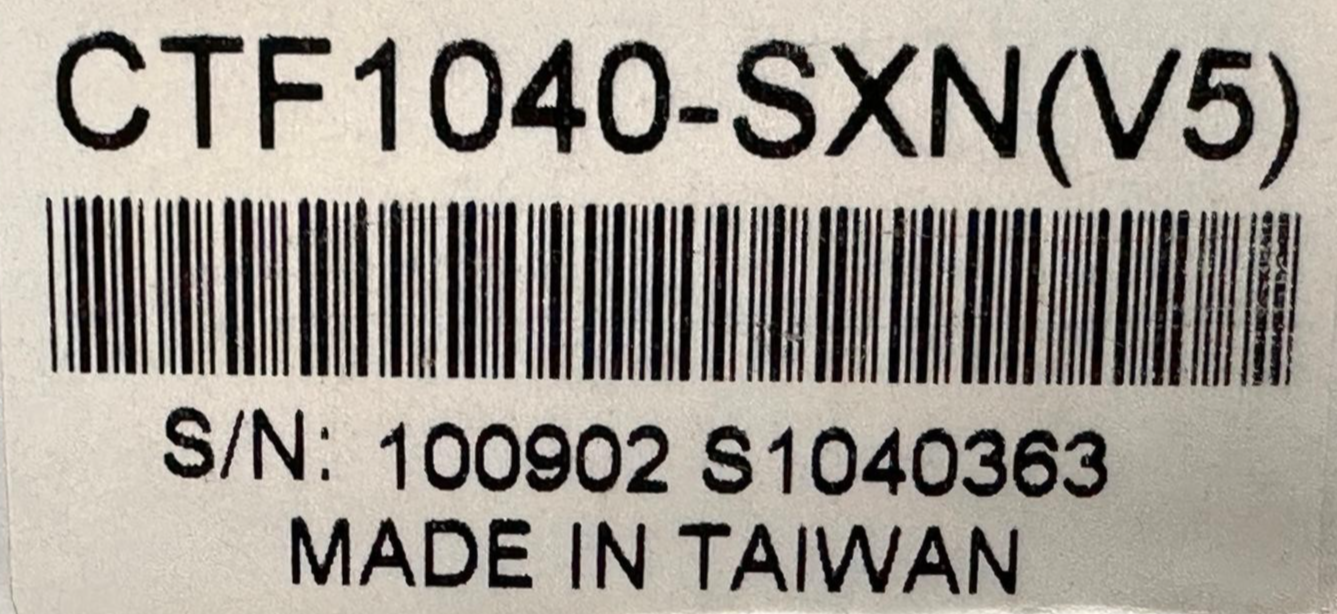 CTF1040-SXN(V5)
S/N: 100902 S1040363
MADE IN TAIWAN